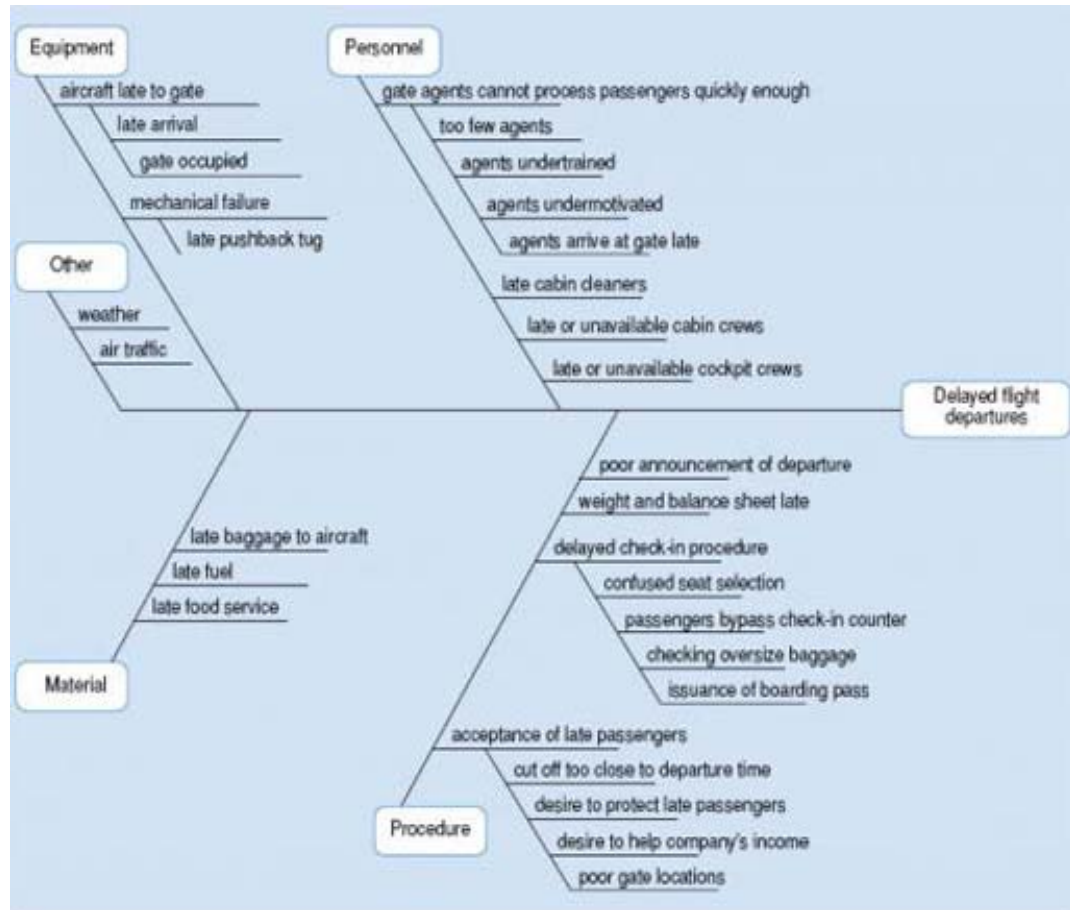 Equipment
aircraft late to gate
late arrival
gate occupied
mechanical failure
late pushback tug
Other
weather
air traffic
Personnel
gate agents cannot process passengers quickly enough
too few agents
agents undertrained
agents undermotivated
agents arrive at gate late
late cabin cleaners
late or unavailable cabin crews
late or unavailable cockpit crews
Delayed flight
departures
late baggage to aircraft
late fuel
late food service
Material
poor announcement of departure
weight and balance sheet late
delayed check-in procedure
confused seat selection
passengers bypass check-in counter
checking oversize baggage
issuance of boarding pass
acceptance of late passengers
cut off too close to departure time
desire to protect late passengers
desire to help company's income
poor gate locations
Procedure